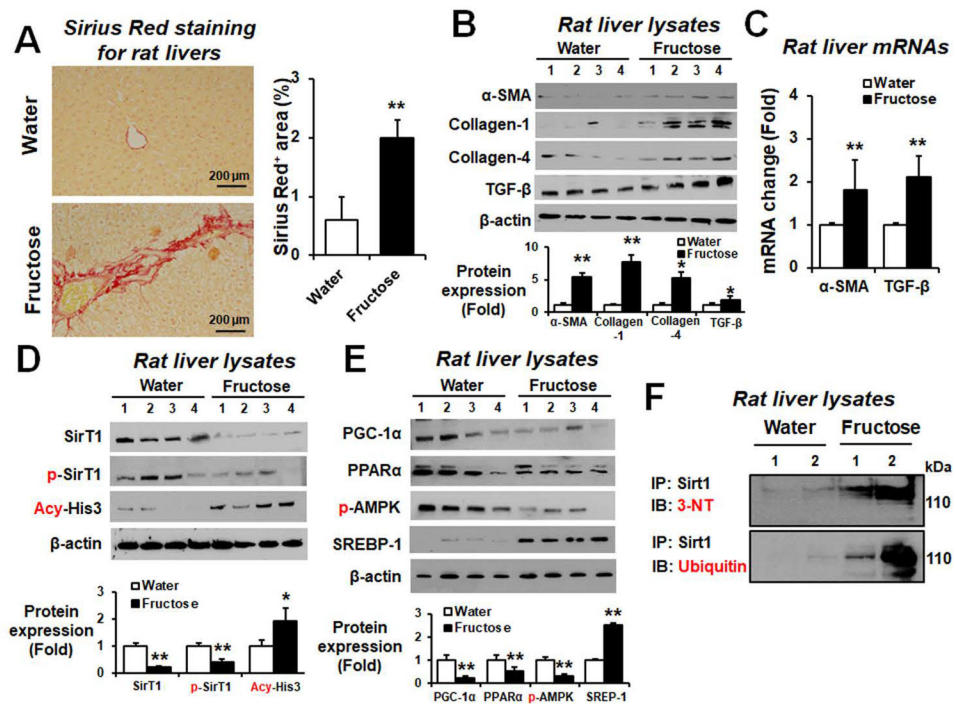 A
Sirius Red staining
for rat livers
Water
200 µm
Fructose
200 µm
Sirius Red⁺ area (%)
3
2
1
0
**
Water
Fructose
B
Rat liver lysates
Water Fructose
1 2 3 4 1 2 3 4
α-SMA
Collagen-1
Collagen-4
TGF-β
β-actin
Protein
expression
(Fold)
10
5
0
Water
Fructose
** ** * *
α-SMA Collagen Collagen TGF-β
-1 -4
C
Rat liver mRNAs
Water
Fructose
mRNA change (Fold)
4
3
2
1
0
** **
α-SMA TGF-β
D
Rat liver lysates
Water Fructose
1 2 3 4 1 2 3 4
SirT1
p-SirT1
Acy-His3
β-actin
Protein
expression
(Fold)
3
2
1
0
Water
Fructose
** ** *
SirT1 p-SirT1 Acy-His3
E
Rat liver lysates
Water Fructose
1 2 3 4 1 2 3 4
PGC-1α
PPARα
p-AMPK
SREBP-1
β-actin
Protein
expression
(Fold)
3
2
1
0
Water
Fructose
** ** ** **
PGC-1α PPARα p-AMPK SREP-1
F
Rat liver lysates
Water Fructose
1 2 1 2
kDa
IP: Sirt1
IB: 3-NT
110
IP: Sirt1
IB: Ubiquitin
110